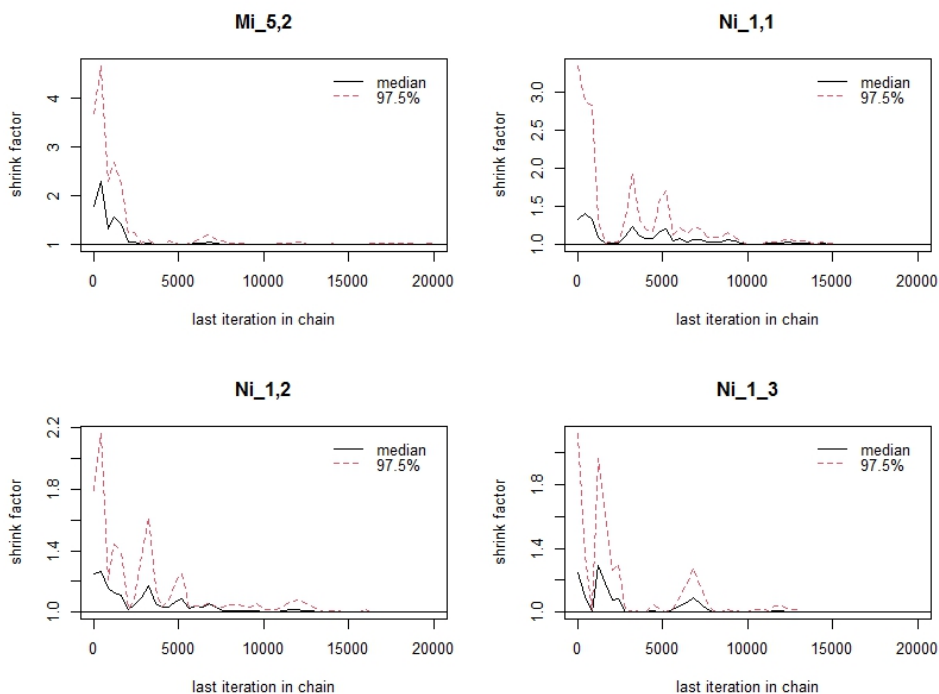 Mi_5,2
median
97.5%
shrink factor
4
3
2
1
0 5000 10000 15000 20000
last iteration in chain
Ni_1,1
median
97.5%
shrink factor
3.0
2.5
2.0
1.5
1.0
0 5000 10000 15000 20000
last iteration in chain
Ni_1,2
median
97.5%
shrink factor
2.2
1.8
1.4
1.0
0 5000 10000 15000 20000
last iteration in chain
Ni_1_3
median
97.5%
shrink factor
1.8
1.4
1.0
0 5000 10000 15000 20000
last iteration in chain